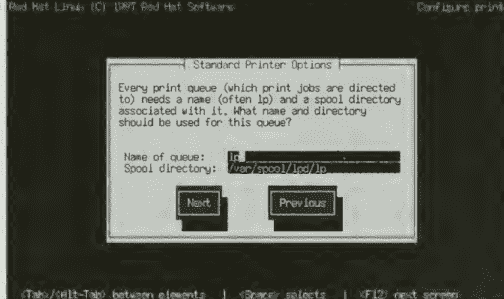 Red Hat Linux (C) 1997 Red Hat Software Configure print
Standard Printer Options
Every print queue (which print jobs are directed
to) needs a name (often lp) and a spool directory
associated with it. What name and directory
should be used for this queue?
Name of queue: lp
Spool directory: /var/spool/lpd/lp
Next Previous
<Tab>/<Alt-Tab> between elements | <Space> selects | <F12> next screen